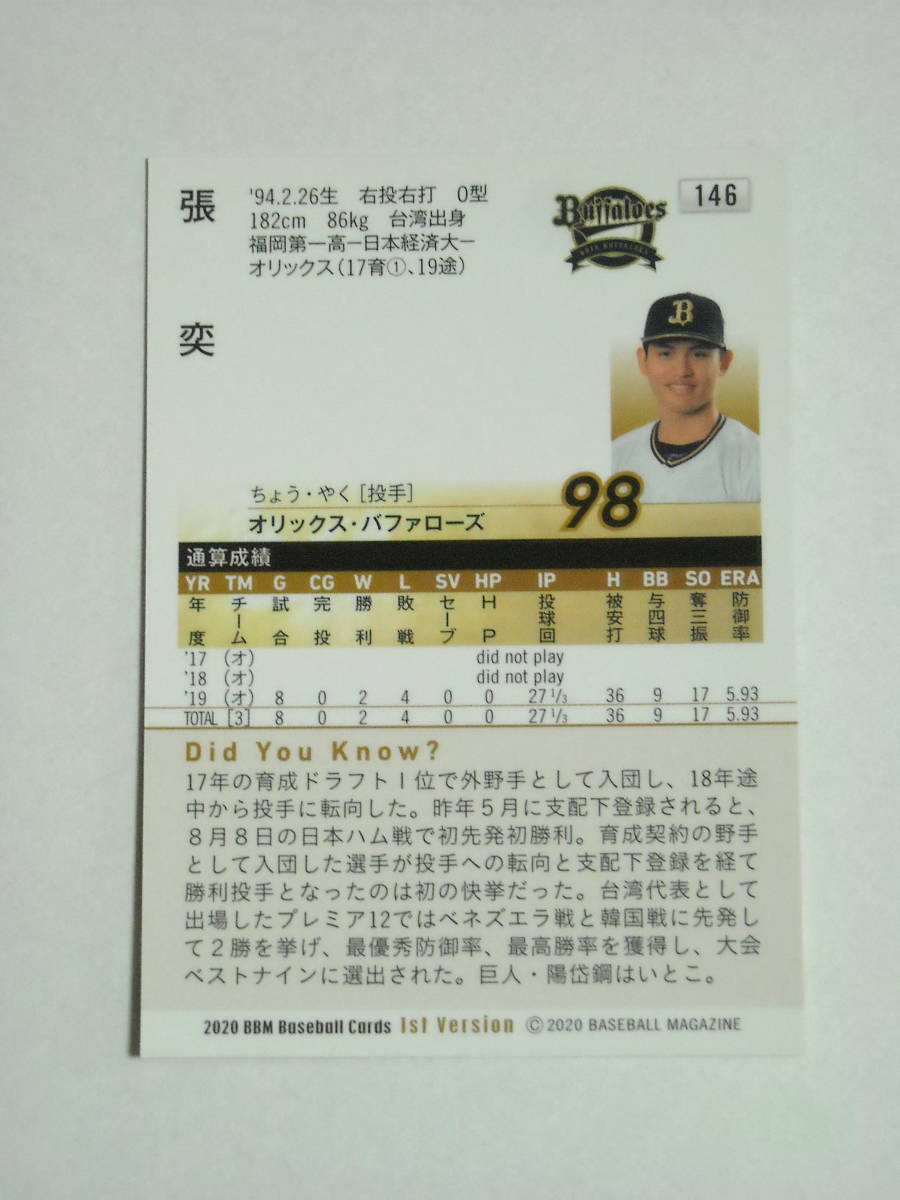 張
奕
'94.2.26生 右投右打 O型
182cm 86kg 台湾出身
福岡第一高ー日本経済大ー
オリックス(17育①、19途)
Buffaloes
ORIX BUFFALOES
146
B
ちょう・やく[投手]
オリックス・バファローズ
98
通算成績
YR TM G CG W L SV HP IP H BB SO ERA
年度 チーム 試合 完投 勝利 敗戦 セーブ HP 投球回 被安打 与四球 奪三振 防御率
'17 (オ) did not play
'18 (オ) did not play
'19 (オ) 8 0 2 4 0 0 27 1/3 36 9 17 5.93
TOTAL [3] 8 0 2 4 0 0 27 1/3 36 9 17 5.93
Did You Know?
17年の育成ドラフト1位で外野手として入団し、18年途
中から投手に転向した。昨年5月に支配下登録されると、
8月8日の日本ハム戦で初先発初勝利。育成契約の野手
として入団した選手が投手への転向と支配下登録を経て
勝利投手となったのは初の快挙だった。台湾代表として
出場したプレミア12ではベネズエラ戦と韓国戦に先発し
て2勝を挙げ、最優秀防御率、最高勝率を獲得し、大会
ベストナインに選出された。巨人・陽岱鋼はいとこ。
2020 BBM Baseball Cards 1st Version © 2020 BASEBALL MAGAZINE